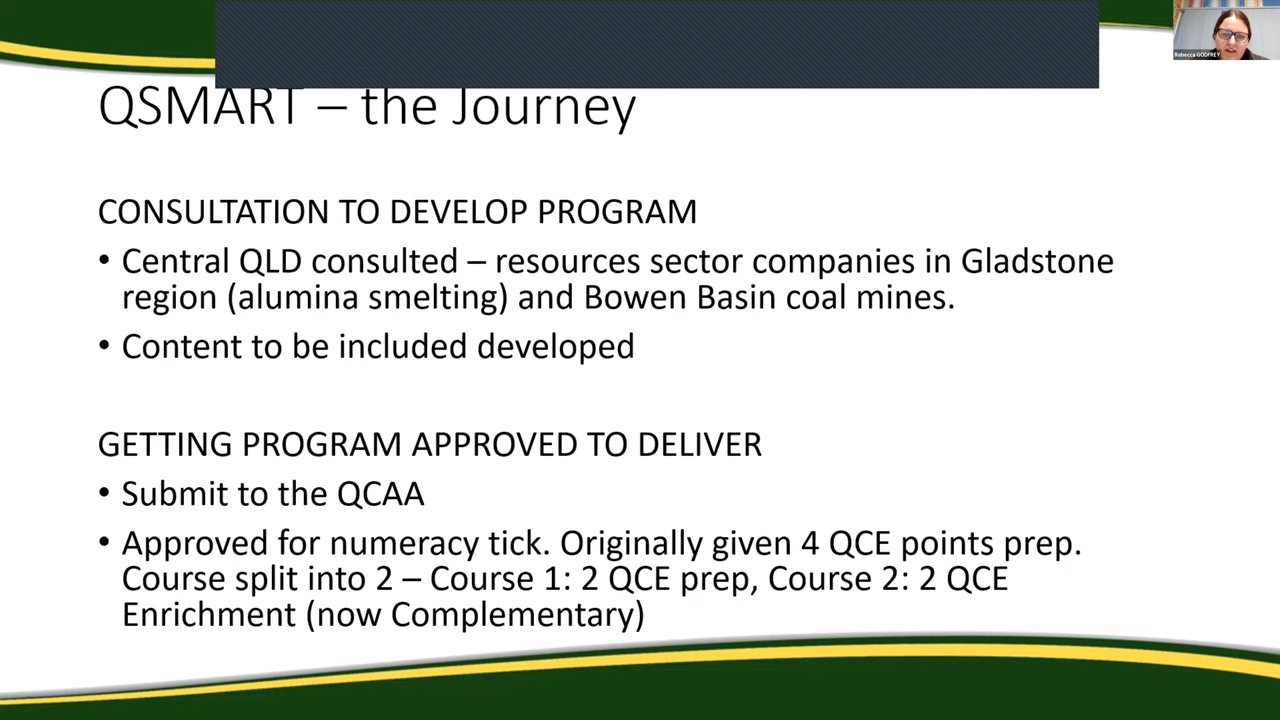 Rebecca GODFREY
QSMART – the Journey
CONSULTATION TO DEVELOP PROGRAM
• Central QLD consulted – resources sector companies in Gladstone
region (alumina smelting) and Bowen Basin coal mines.
• Content to be included developed
GETTING PROGRAM APPROVED TO DELIVER
• Submit to the QCAA
• Approved for numeracy tick. Originally given 4 QCE points prep.
Course split into 2 – Course 1: 2 QCE prep, Course 2: 2 QCE
Enrichment (now Complementary)